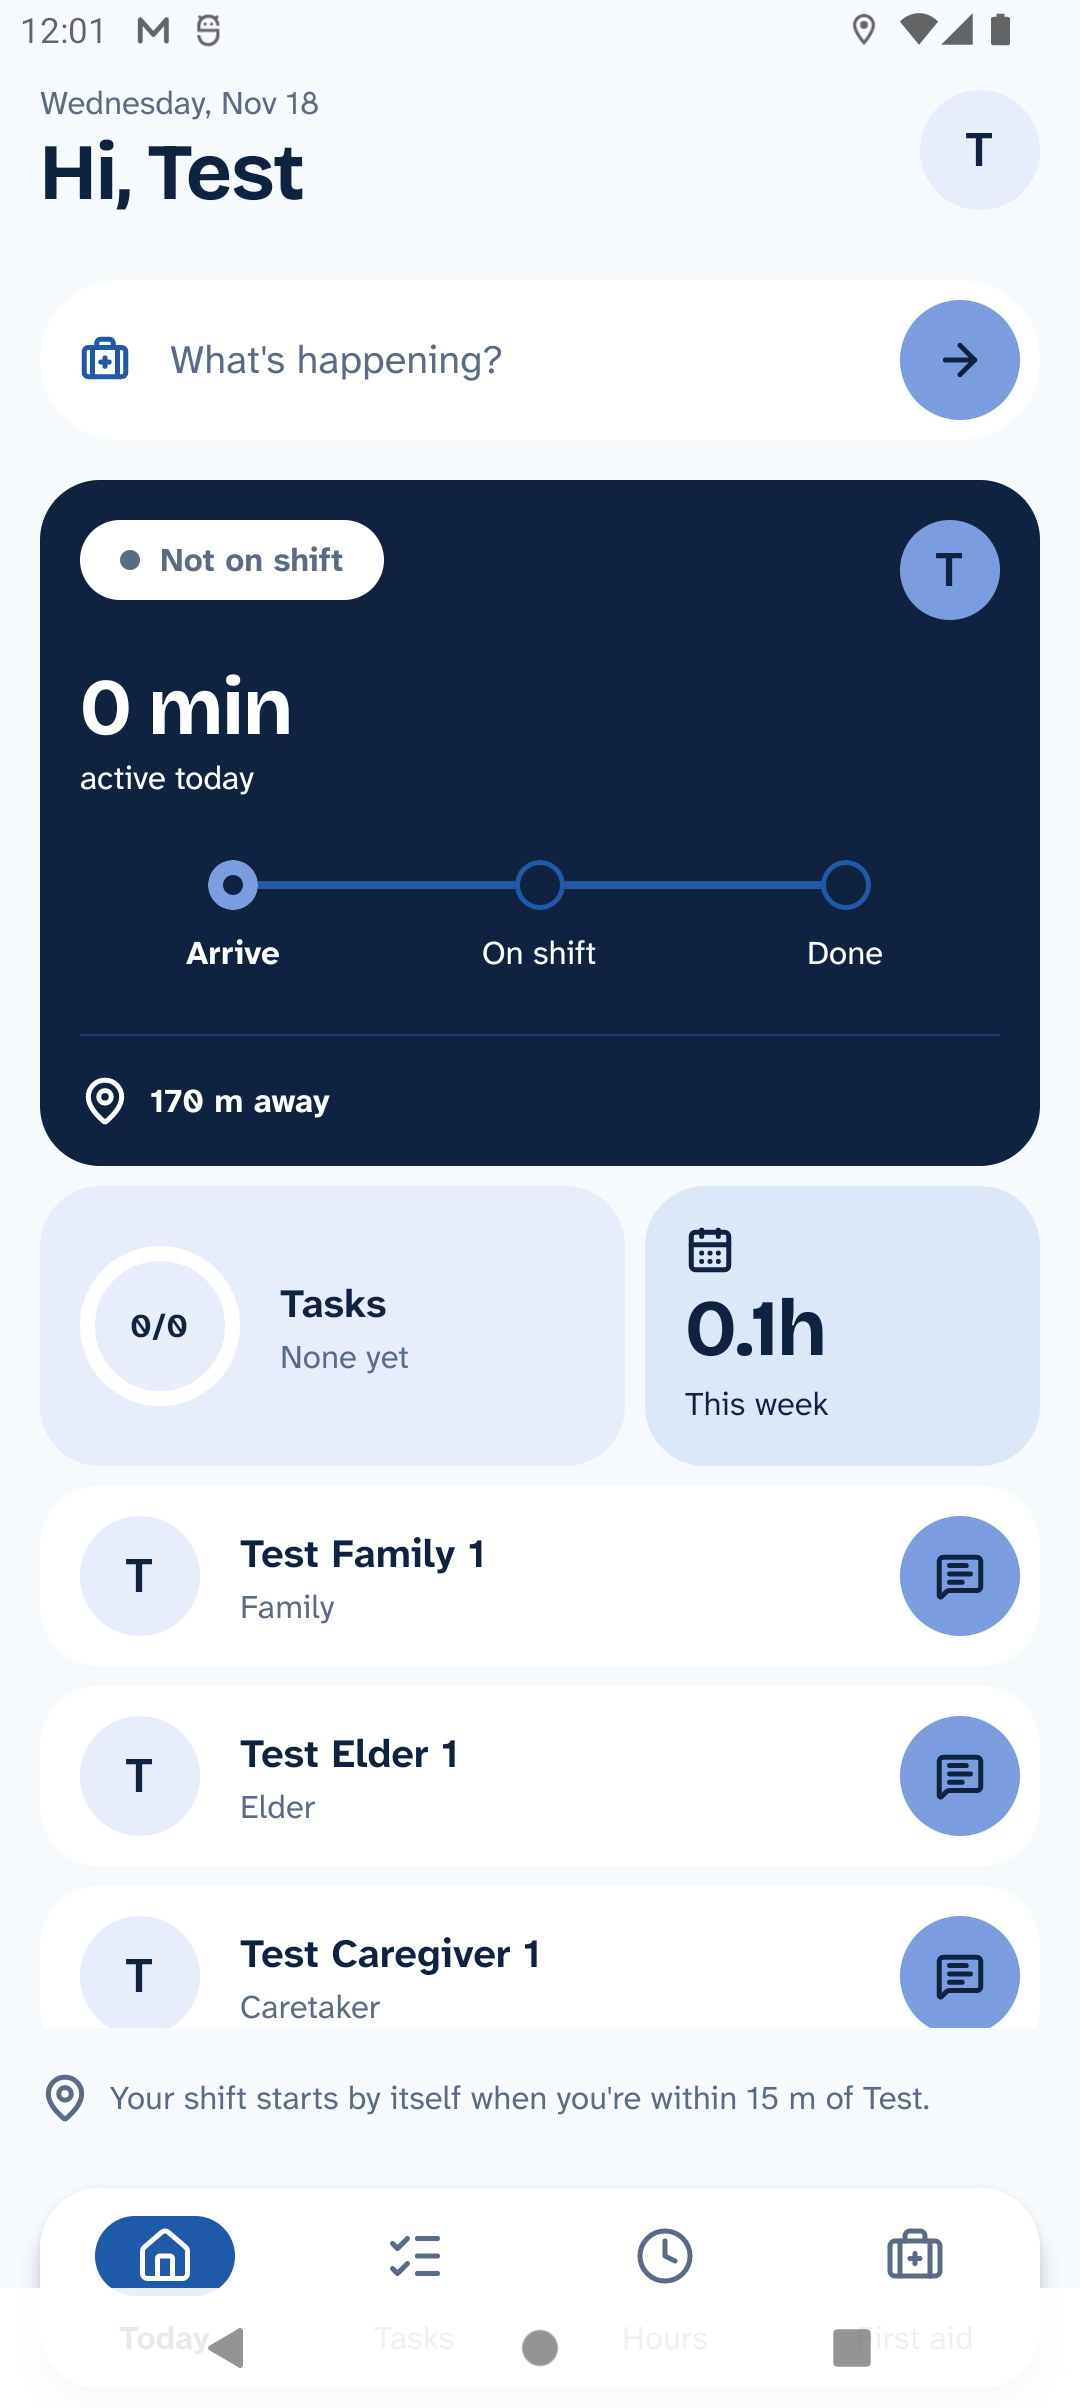 12:01
Wednesday, Nov 18
Hi, Test
T
What's happening?
Not on shift
T
0 min
active today
Arrive
On shift
Done
170 m away
0/0
Tasks
None yet
0.1h
This week
T
Test Family 1
Family
T
Test Elder 1
Elder
T
Test Caregiver 1
Caretaker
Your shift starts by itself when you're within 15 m of Test.
Today
Tasks
Hours
First aid